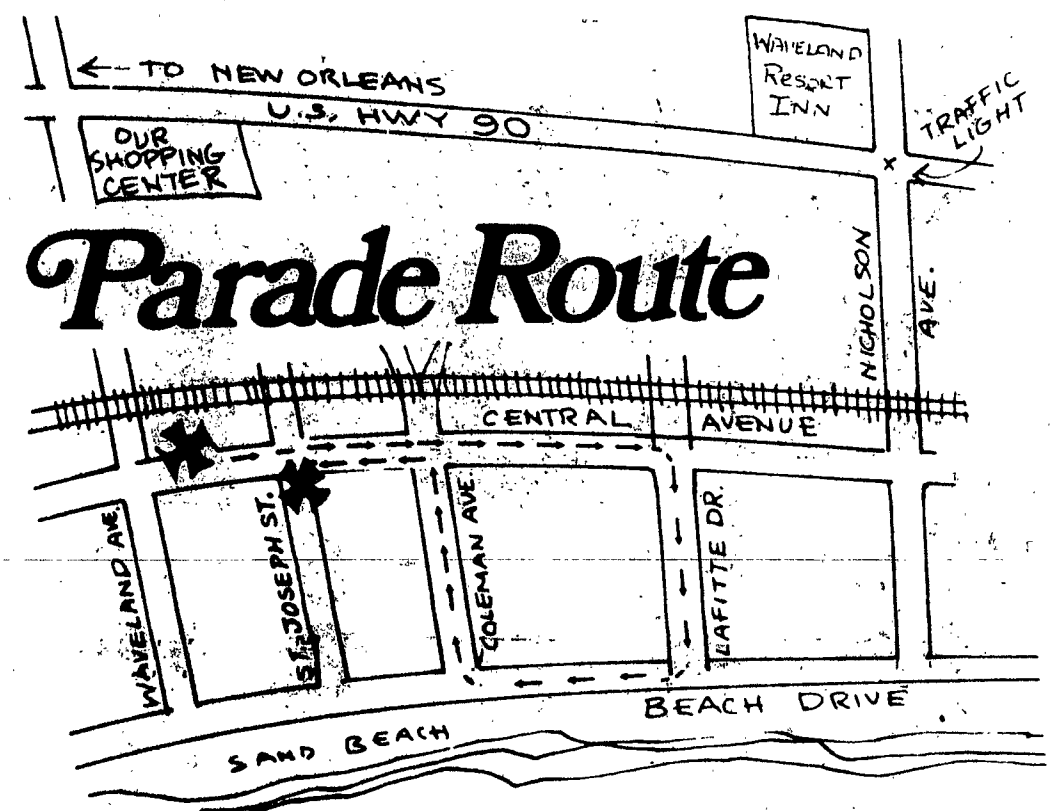 ← TO NEW ORLEANS
U.S. HWY 90
WAVELAND
RESORT
INN
TRAFFIC
LIGHT
OUR
SHOPPING
CENTER
Parade Route
NICHOLSON
AVE.
CENTRAL AVENUE
WAVELAND AVE.
ST. JOSEPH ST.
COLEMAN AVE.
LAFITTE DR.
BEACH DRIVE
SAND BEACH